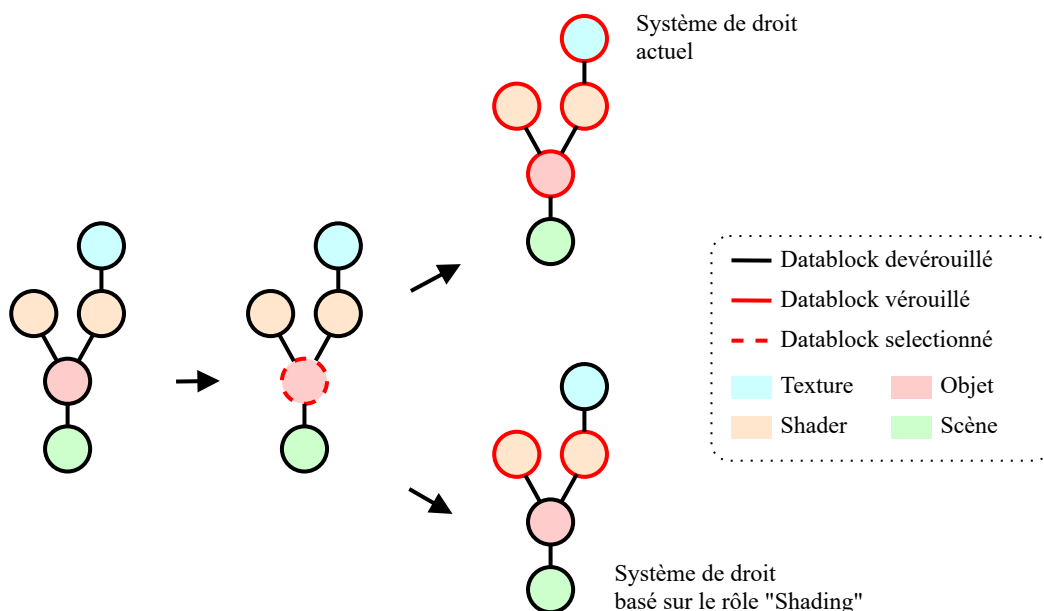 Système de droit
actuel
Datablock devérouillé
Datablock vérouillé
Datablock selectionné
Texture
Objet
Shader
Scène
Système de droit
basé sur le rôle "Shading"